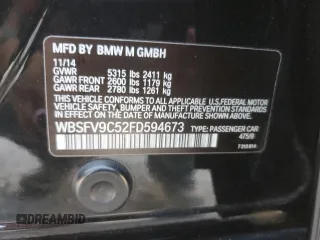 MFD BY BMW M GMBH
11/14
GVWR 5315 lbs 2411 kg
GAWR FRONT 2600 lbs 1179 kg
GAWR REAR 2780 lbs 1261 kg
THIS VEHICLE CONFORMS TO ALL APPLICABLE U.S. FEDERAL MOTOR
VEHICLE SAFETY, BUMPER, AND THEFT PREVENTION STANDARDS
IN EFFECT ON THE DATE OF MANUFACTURE SHOWN ABOVE.
WBSFV9C52FD594673 TYPE: PASSENGER CAR
475/9
DREAMBID